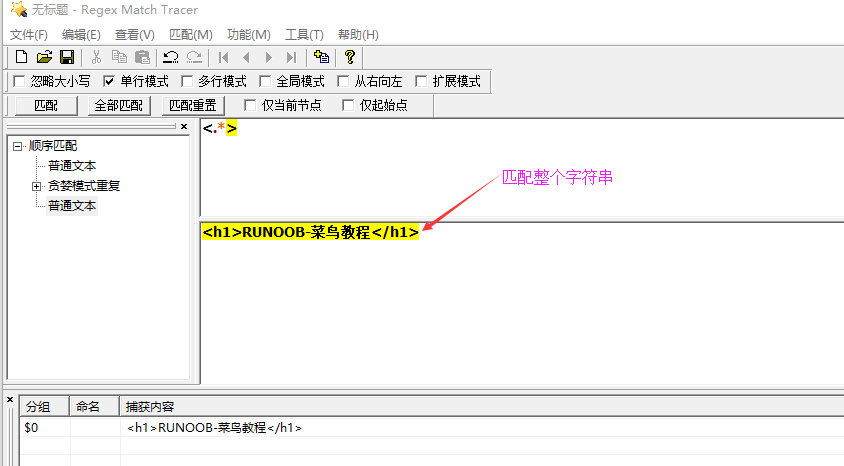 无标题 - Regex Match Tracer
文件(F) 编辑(E) 查看(V) 匹配(M) 功能(M) 工具(T) 帮助(H)
忽略大小写 单行模式 多行模式 全局模式 从右向左 扩展模式
匹配 全部匹配 匹配重置 仅当前节点 仅起始点
顺序匹配
普通文本
贪婪模式重复
普通文本
<.*>
匹配整个字符串
<h1>RUNOOB-菜鸟教程</h1>
分组 命名 捕获内容
$0 <h1>RUNOOB-菜鸟教程</h1>